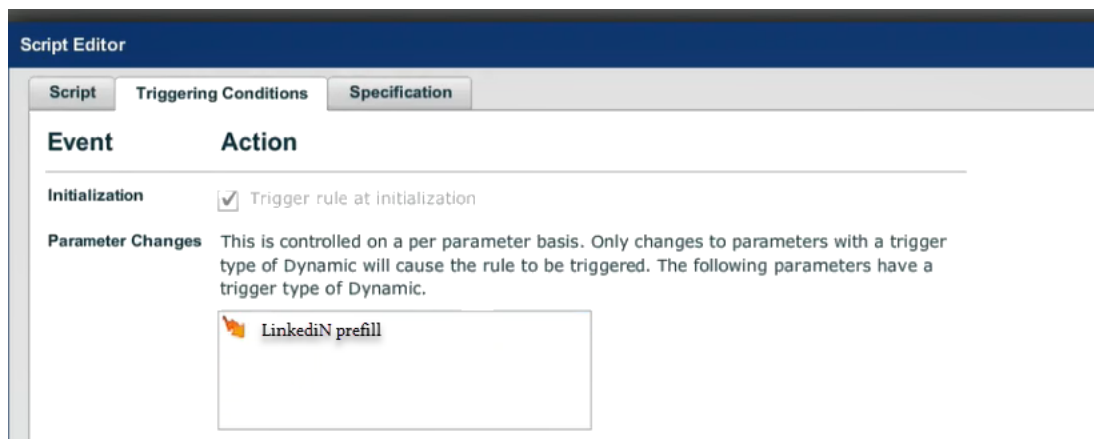 Script Editor
Script Triggering Conditions Specification
Event Action
Initialization Trigger rule at initialization
Parameter Changes This is controlled on a per parameter basis. Only changes to parameters with a trigger
type of Dynamic will cause the rule to be triggered. The following parameters have a
trigger type of Dynamic.
LinkediN prefill